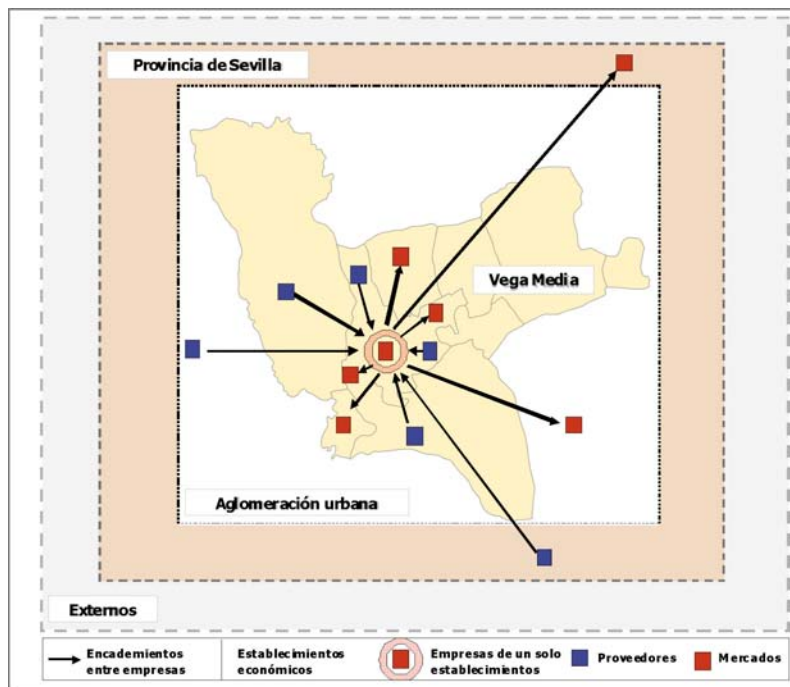 Provincia de Sevilla
Vega Media
Aglomeración urbana
Externos
Encademientos
entre empresas
Establecimientos
económicos
Empresas de un solo
establecimientos
Proveedores
Mercados